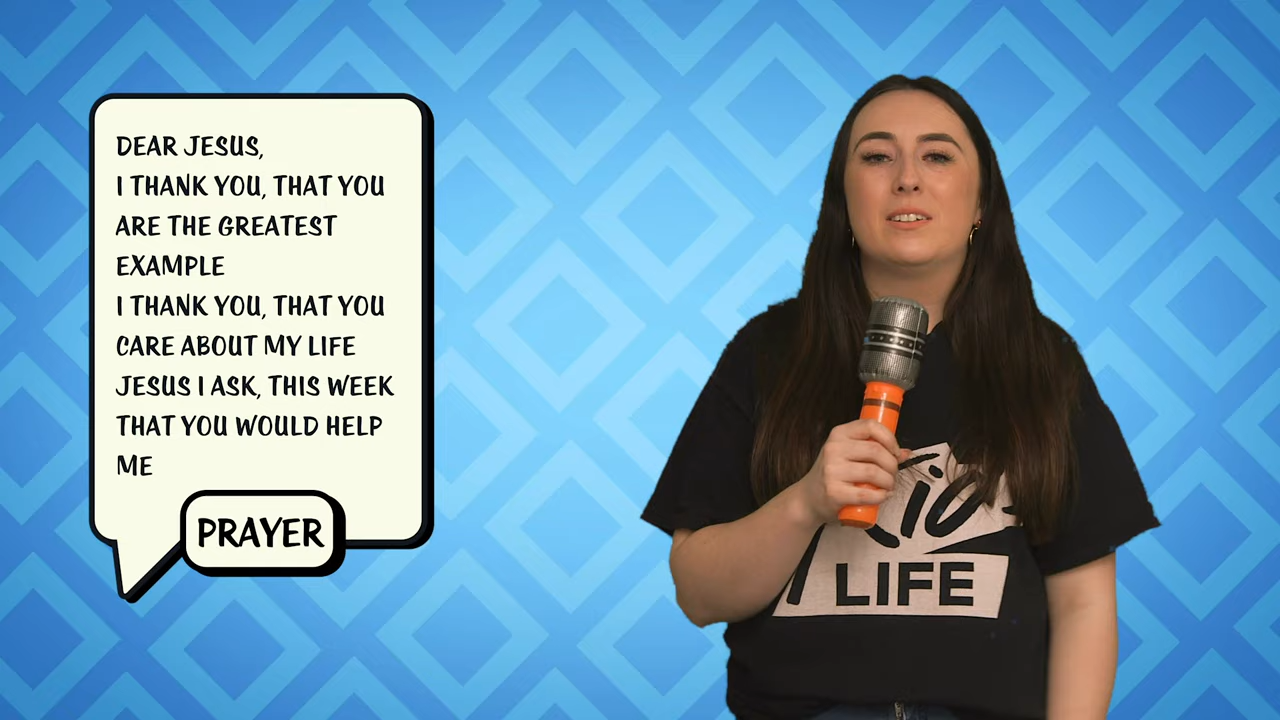 DEAR JESUS,
I THANK YOU, THAT YOU
ARE THE GREATEST
EXAMPLE
I THANK YOU, THAT YOU
CARE ABOUT MY LIFE
JESUS I ASK, THIS WEEK
THAT YOU WOULD HELP
ME
PRAYER
LIFE